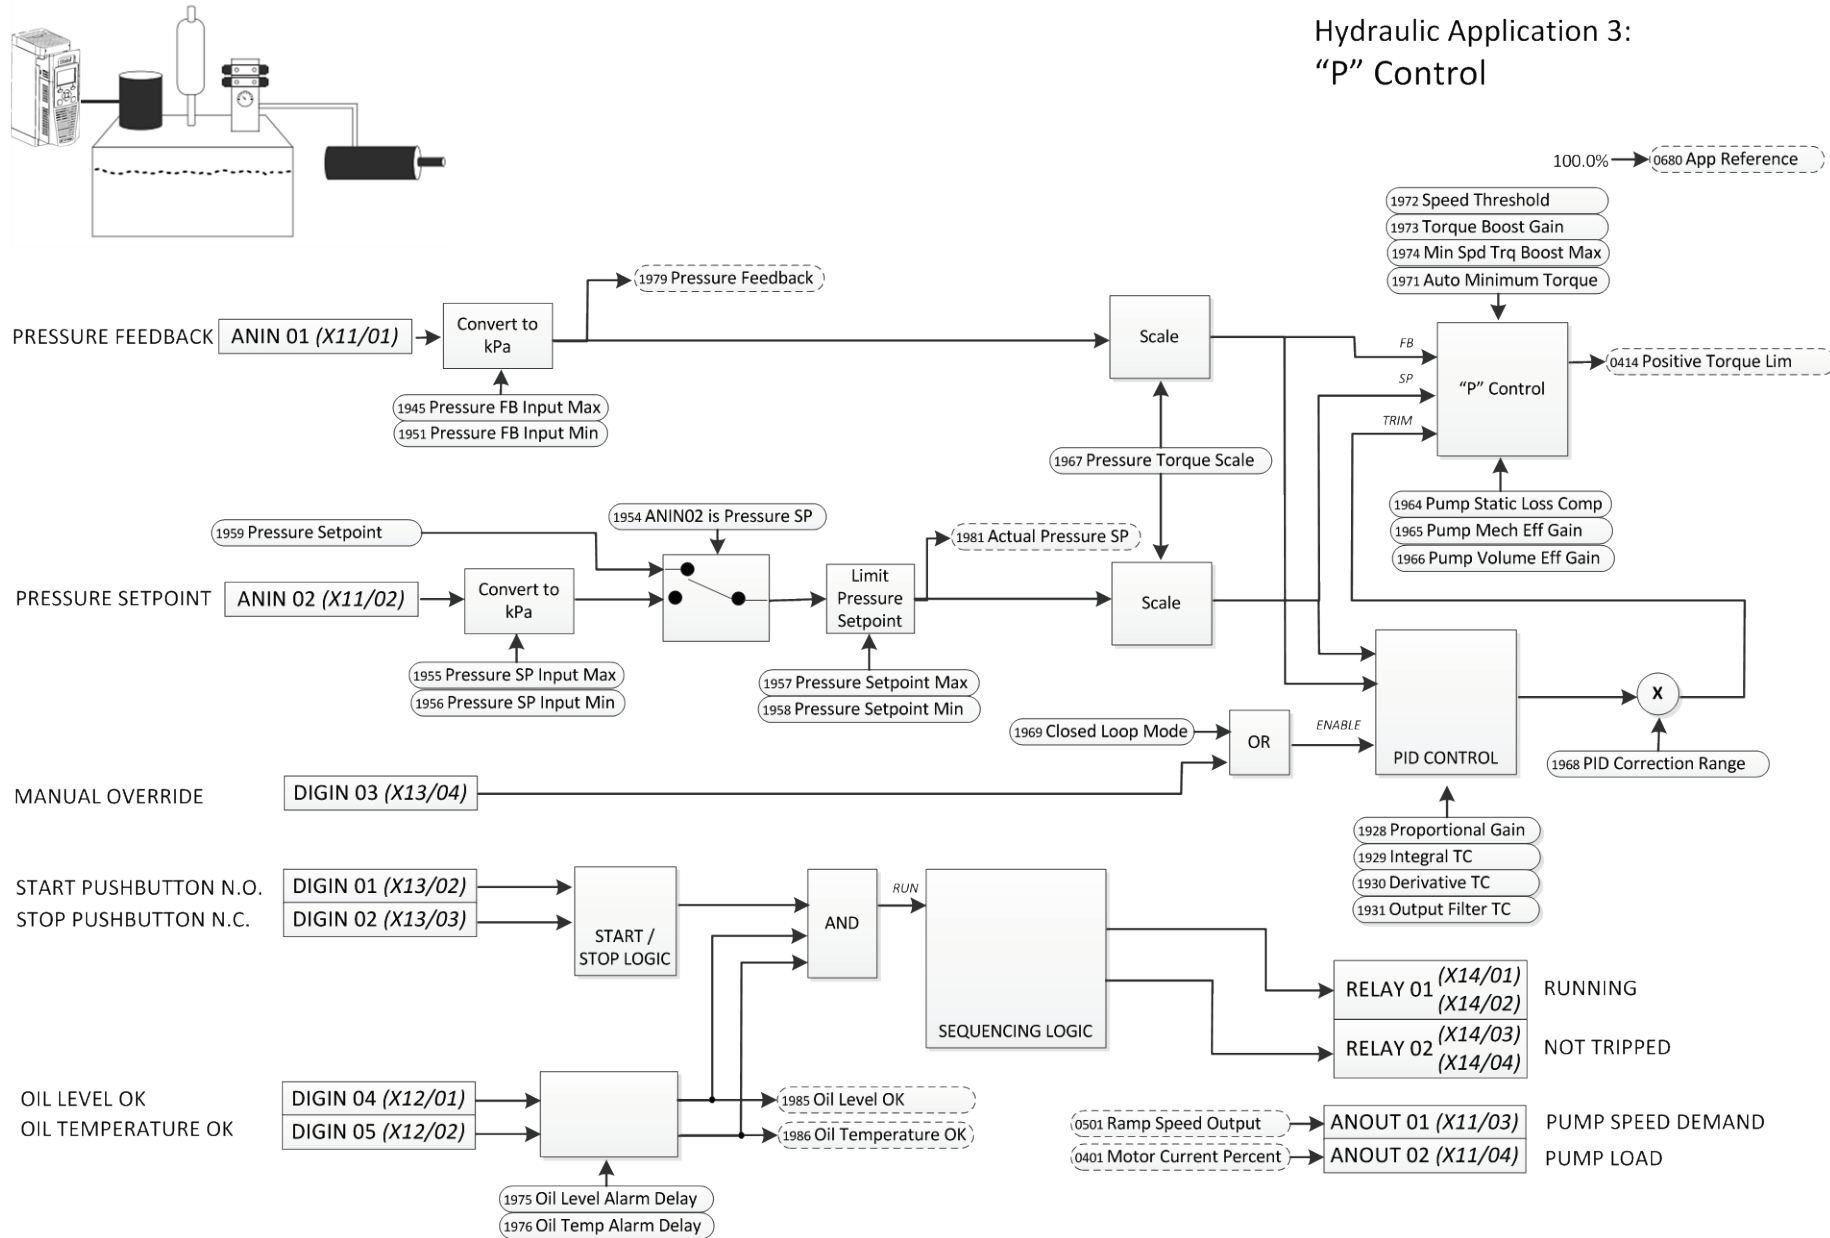 Hydraulic Application 3:
“P” Control
100.0%
0680 App Reference
1972 Speed Threshold
1973 Torque Boost Gain
1974 Min Spd Trq Boost Max
1971 Auto Minimum Torque
1979 Pressure Feedback
PRESSURE FEEDBACK
ANIN 01 (X11/01)
Convert to
kPa
1945 Pressure FB Input Max
1951 Pressure FB Input Min
Scale
FB
SP
TRIM
“P” Control
0414 Positive Torque Lim
1967 Pressure Torque Scale
1964 Pump Static Loss Comp
1965 Pump Mech Eff Gain
1966 Pump Volume Eff Gain
1959 Pressure Setpoint
1954 ANIN02 is Pressure SP
1981 Actual Pressure SP
PRESSURE SETPOINT
ANIN 02 (X11/02)
Convert to
kPa
1955 Pressure SP Input Max
1956 Pressure SP Input Min
Limit
Pressure
Setpoint
1957 Pressure Setpoint Max
1958 Pressure Setpoint Min
Scale
1969 Closed Loop Mode
OR
ENABLE
PID CONTROL
X
1968 PID Correction Range
MANUAL OVERRIDE
DIGIN 03 (X13/04)
1928 Proportional Gain
1929 Integral TC
1930 Derivative TC
1931 Output Filter TC
START PUSHBUTTON N.O.
DIGIN 01 (X13/02)
STOP PUSHBUTTON N.C.
DIGIN 02 (X13/03)
START /
STOP LOGIC
AND
RUN
SEQUENCING LOGIC
RELAY 01 (X14/01)
(X14/02)
RUNNING
RELAY 02 (X14/03)
(X14/04)
NOT TRIPPED
OIL LEVEL OK
DIGIN 04 (X12/01)
OIL TEMPERATURE OK
DIGIN 05 (X12/02)
1985 Oil Level OK
1986 Oil Temperature OK
1975 Oil Level Alarm Delay
1976 Oil Temp Alarm Delay
0501 Ramp Speed Output
ANOUT 01 (X11/03)
PUMP SPEED DEMAND
0401 Motor Current Percent
ANOUT 02 (X11/04)
PUMP LOAD